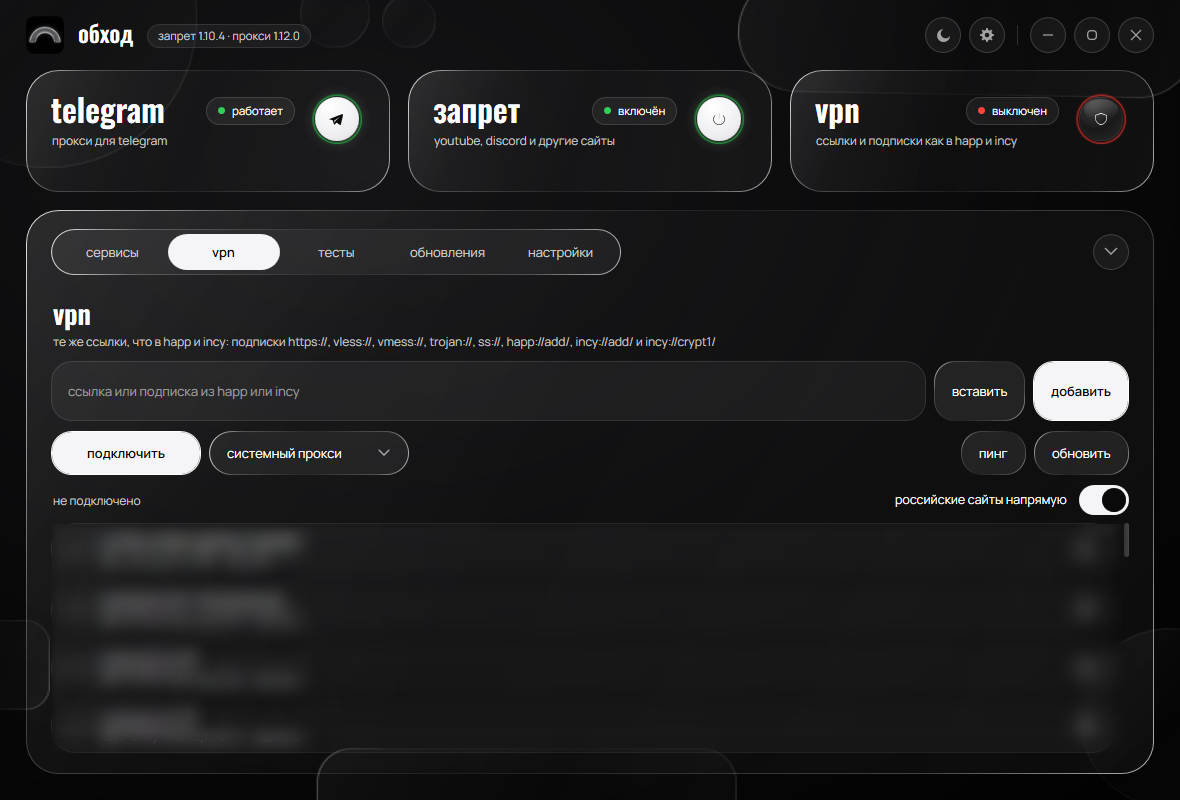 обход
запрет 1.10.4 · прокси 1.12.0
telegram
работает
прокси для telegram
запрет
включён
youtube, discord и другие сайты
vpn
выключен
ссылки и подписки как в happ и incy
сервисы
vpn
тесты
обновления
настройки
vpn
те же ссылки, что в happ и incy: подписки https://, vless://, vmess://, trojan://, ss://, happ://add/, incy://add/ и incy://crypt1/
ссылка или подписка из happ или incy
вставить
добавить
подключить
системный прокси
пинг
обновить
не подключено
российские сайты напрямую